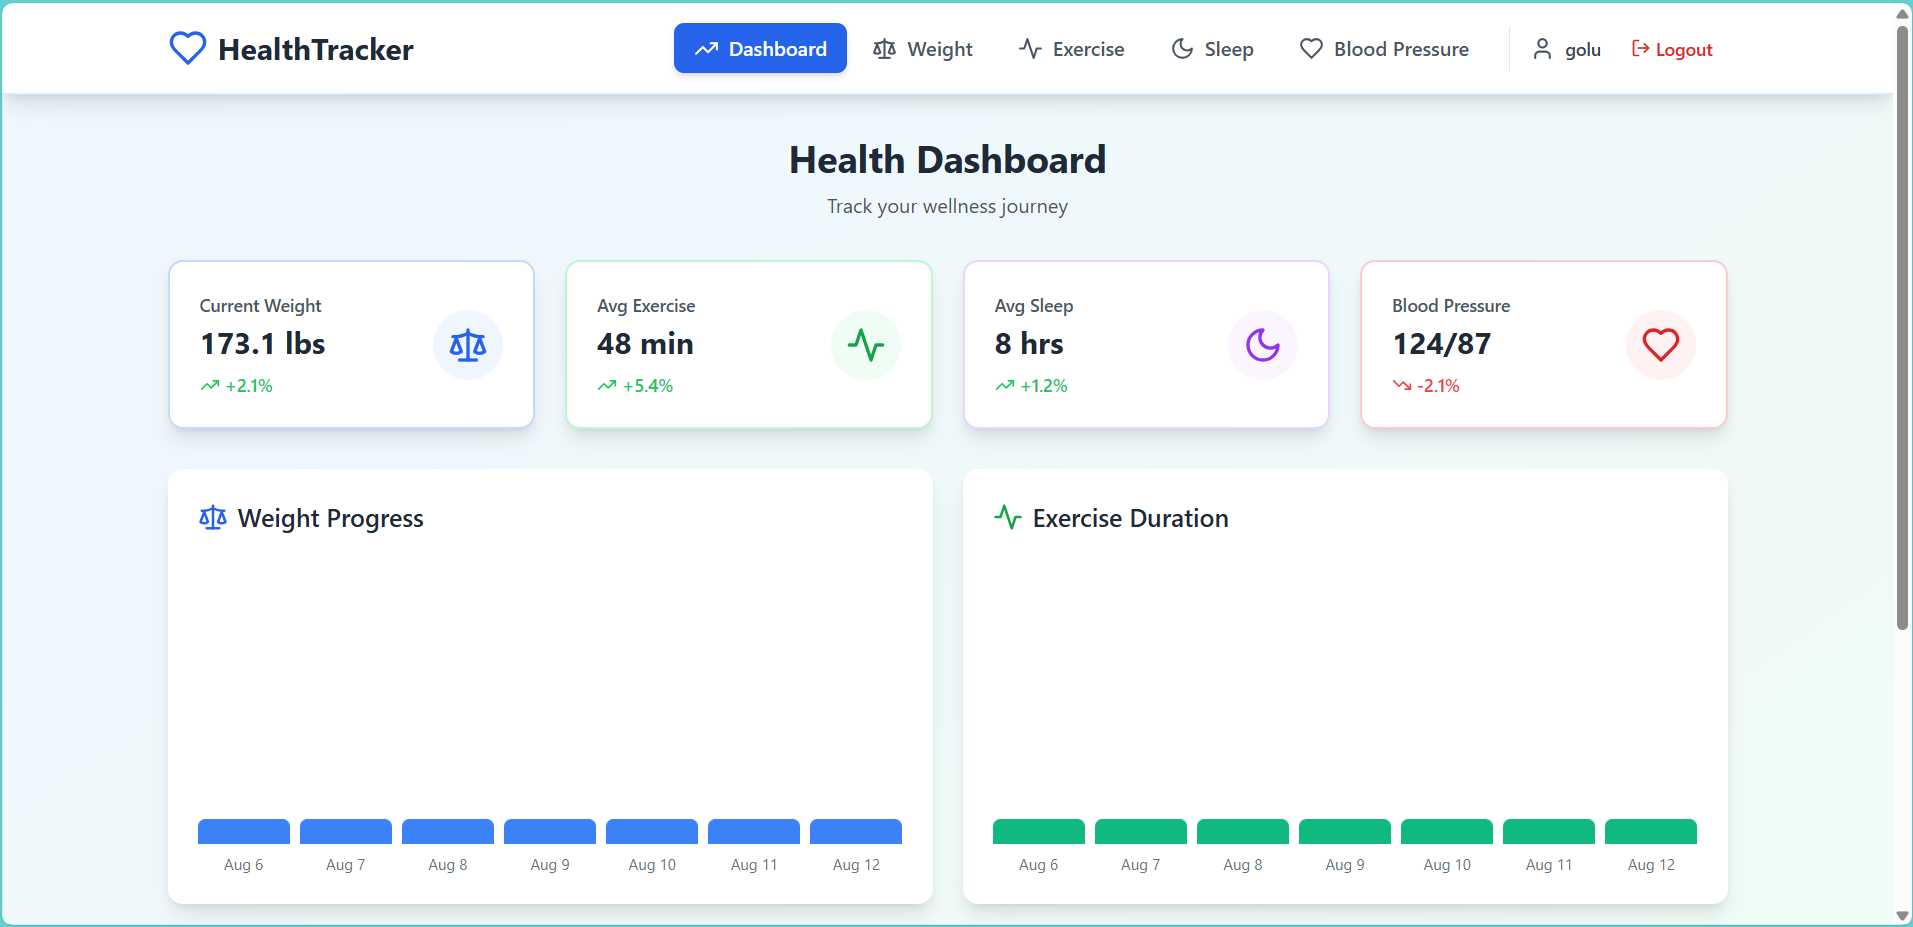 HealthTracker
Dashboard Weight Exercise Sleep Blood Pressure golu Logout
Health Dashboard
Track your wellness journey
Current Weight
173.1 lbs
+2.1%
Avg Exercise
48 min
+5.4%
Avg Sleep
8 hrs
+1.2%
Blood Pressure
124/87
-2.1%
Weight Progress
Aug 6 Aug 7 Aug 8 Aug 9 Aug 10 Aug 11 Aug 12
Exercise Duration
Aug 6 Aug 7 Aug 8 Aug 9 Aug 10 Aug 11 Aug 12